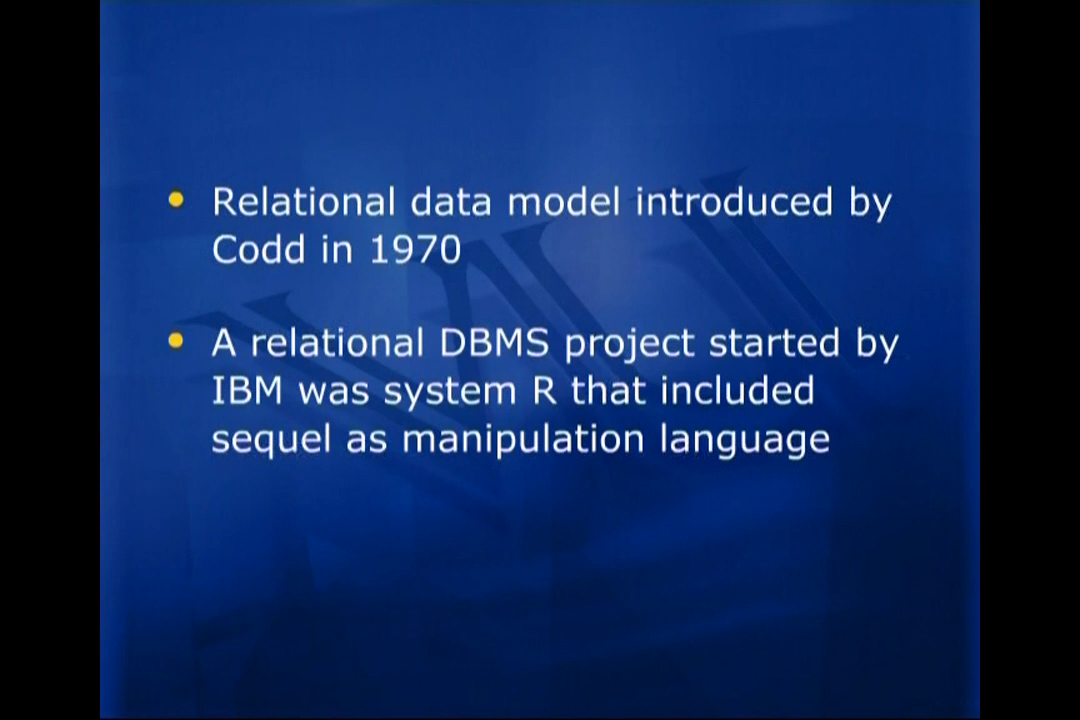 • Relational data model introduced by
Codd in 1970
• A relational DBMS project started by
IBM was system R that included
sequel as manipulation language